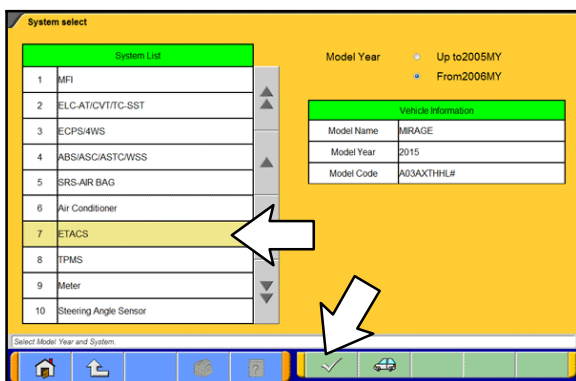 System select
System List
1 MFI
2 ELC-AT/CVT/TC-SST
3 ECPS/4WS
4 ABS/ASC/ASTC/WSS
5 SRS-AIR BAG
6 Air Conditioner
7 ETACS
8 TPMS
9 Meter
10 Steering Angle Sensor
Model Year
Up to2005MY
From2006MY
Vehicle information
Model Name MIRAGE
Model Year 2015
Model Code A03AXTHHL#
Select Model Year and System.
?